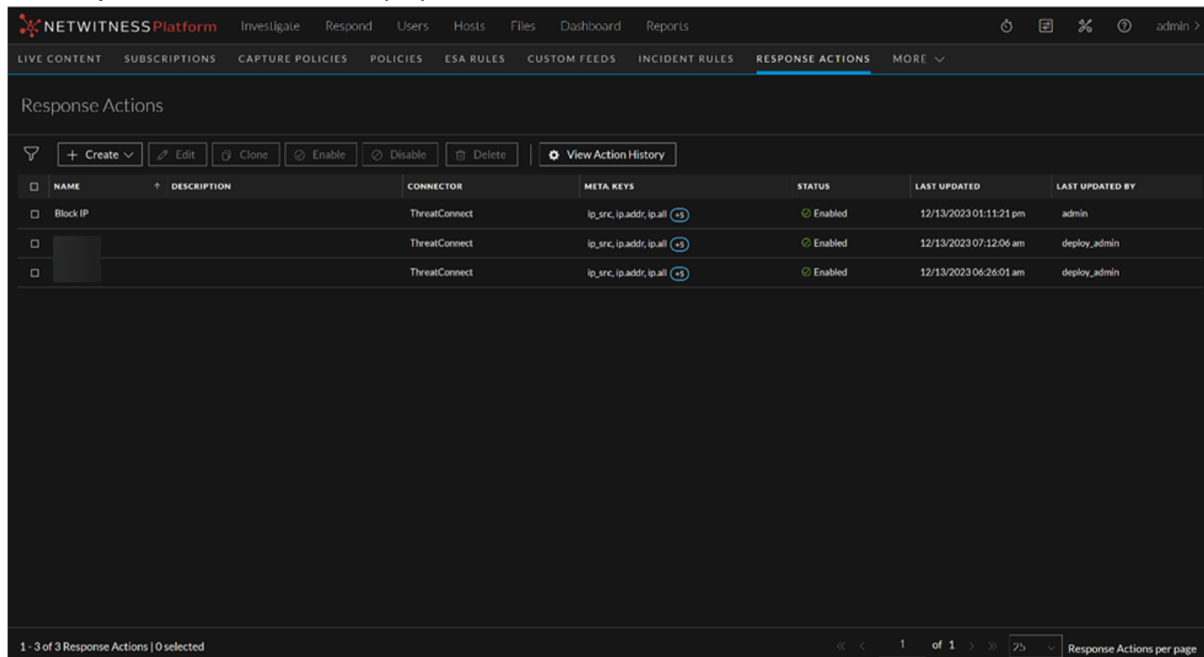 NETWITNESS Platform Investigate Respond Users Hosts Files Dashboard Reports admin >
LIVE CONTENT SUBSCRIPTIONS CAPTURE POLICIES POLICIES ESA RULES CUSTOM FEEDS INCIDENT RULES RESPONSE ACTIONS MORE
Response Actions
+ Create Edit Clone Enable Disable Delete View Action History
NAME ↑ DESCRIPTION CONNECTOR META KEYS STATUS LAST UPDATED LAST UPDATED BY
Block IP ThreatConnect ip_src, ip.addr, ip.all +5 Enabled 12/13/2023 01:11:21 pm admin
ThreatConnect ip_src, ip.addr, ip.all +5 Enabled 12/13/2023 07:12:06 am deploy_admin
ThreatConnect ip_src, ip.addr, ip.all +5 Enabled 12/13/2023 06:26:01 am deploy_admin
1 - 3 of 3 Response Actions | 0 selected << < 1 of 1 > >> 25 Response Actions per page